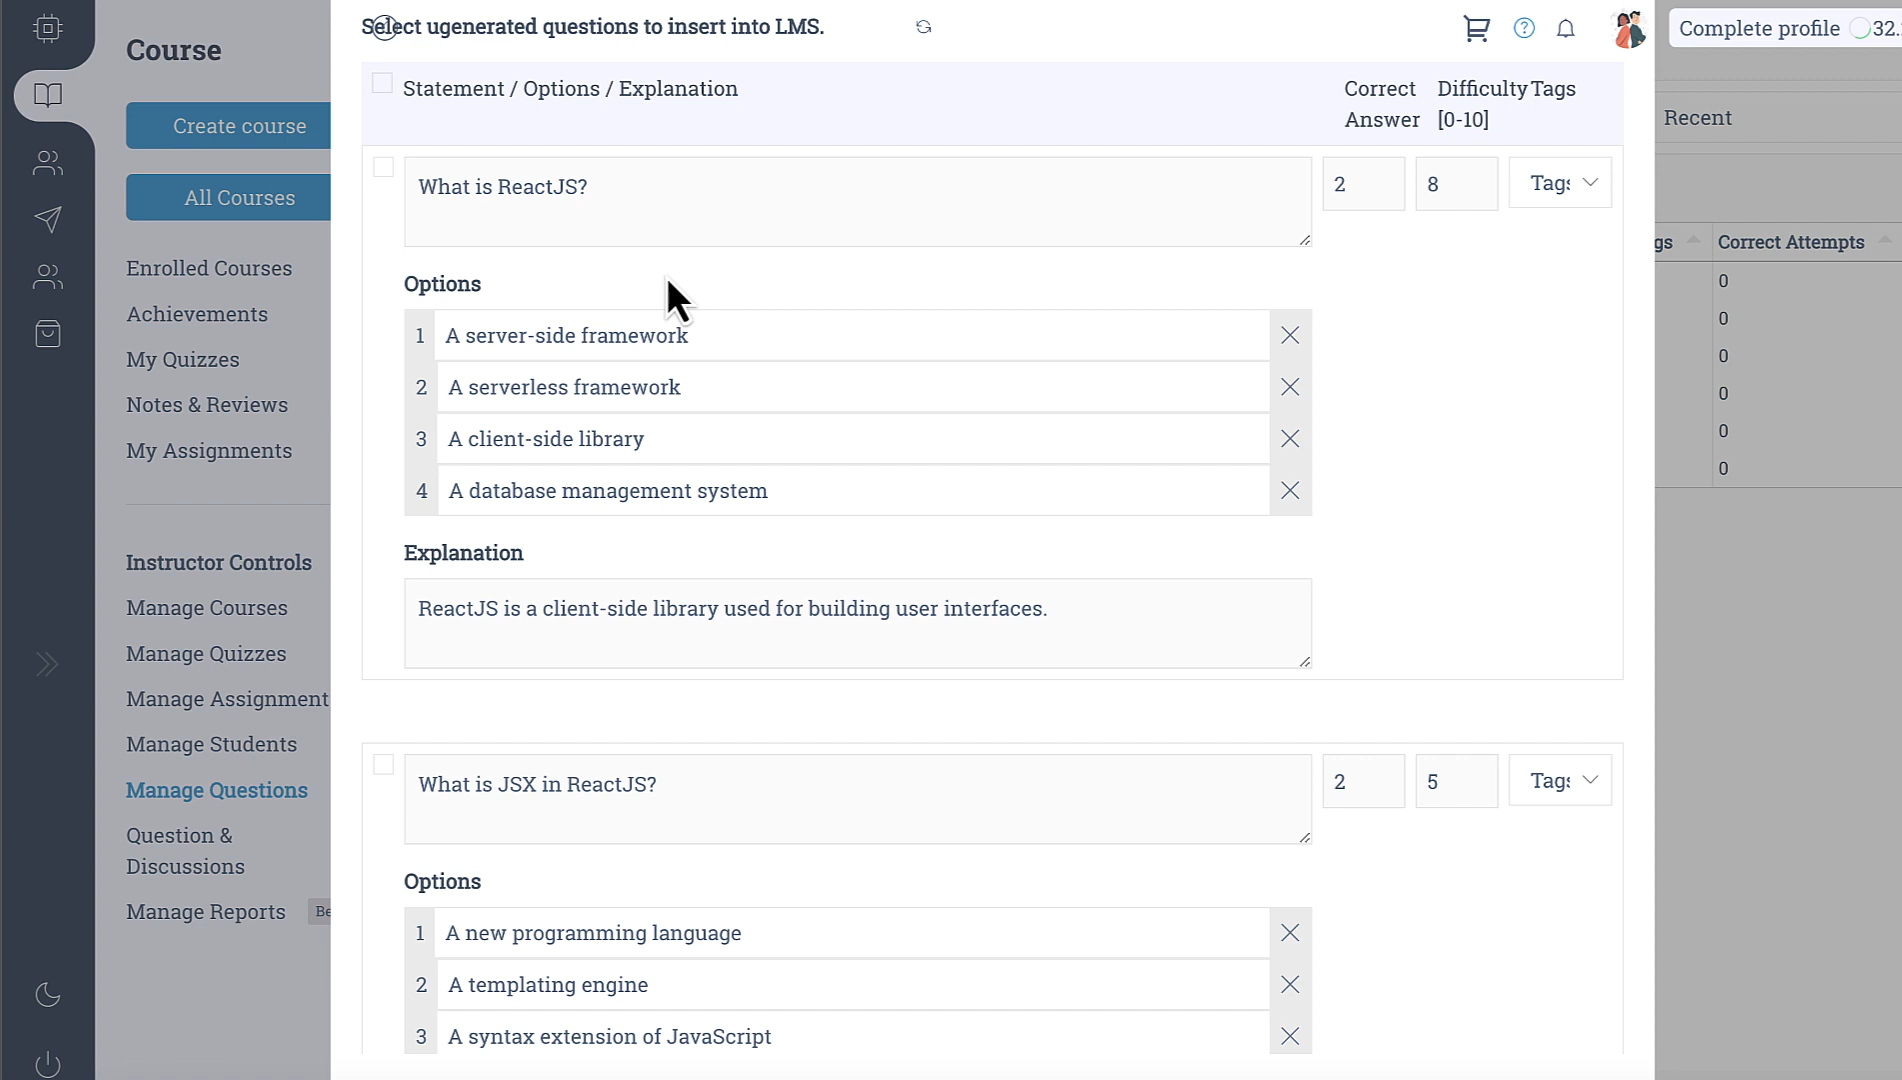 Course
Create course
All Courses
Enrolled Courses
Achievements
My Quizzes
Notes & Reviews
My Assignments
Instructor Controls
Manage Courses
Manage Quizzes
Manage Assignment
Manage Students
Manage Questions
Question &
Discussions
Manage Reports Be
Select ugenerated questions to insert into LMS.
Statement / Options / Explanation
Correct
Answer
Difficulty
[0-10]
Tags
What is ReactJS?
2
8
Tags
Options
1 A server-side framework
2 A serverless framework
3 A client-side library
4 A database management system
Explanation
ReactJS is a client-side library used for building user interfaces.
What is JSX in ReactJS?
2
5
Tags
Options
1 A new programming language
2 A templating engine
3 A syntax extension of JavaScript
Complete profile 32.
Recent
gs Correct Attempts
0
0
0
0
0
0